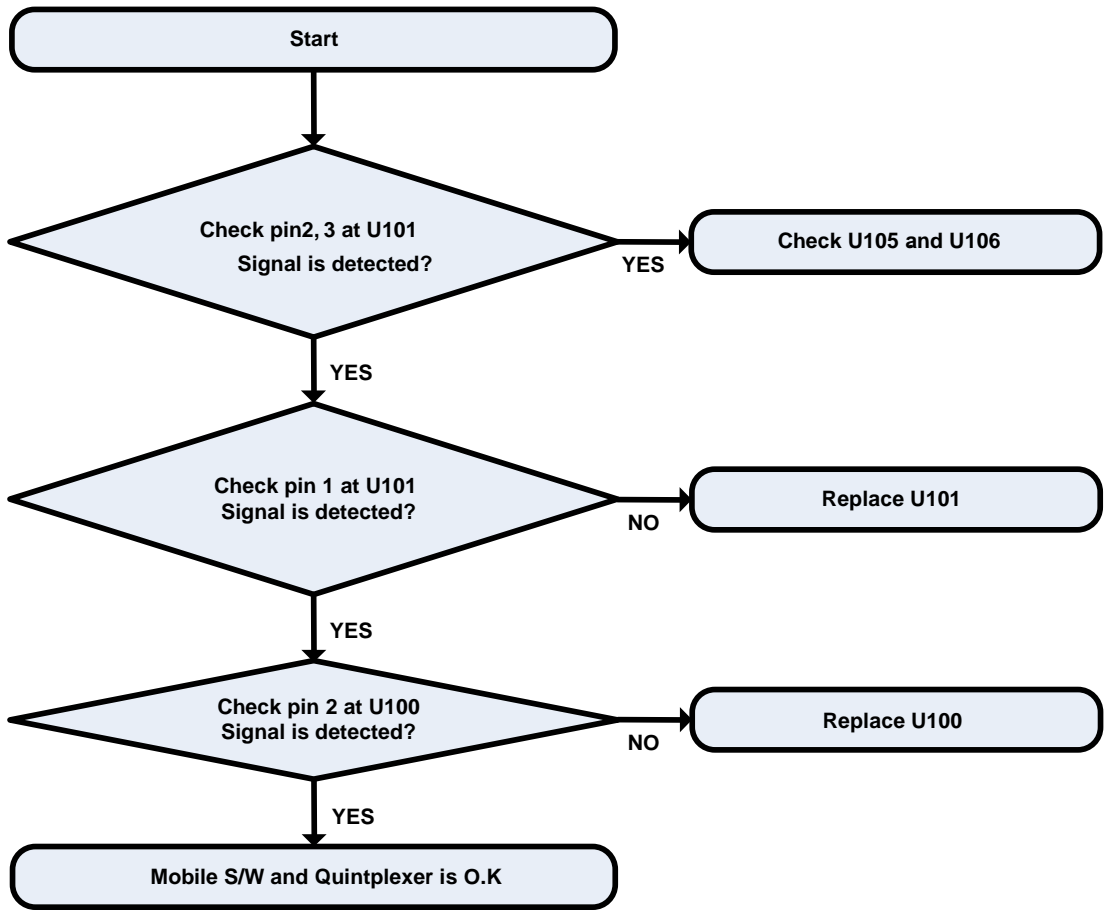 Start
Check pin2, 3 at U101
Signal is detected?
YES
Check U105 and U106
YES
Check pin 1 at U101
Signal is detected?
NO
Replace U101
YES
Check pin 2 at U100
Signal is detected?
NO
Replace U100
YES
Mobile S/W and Quintplexer is O.K